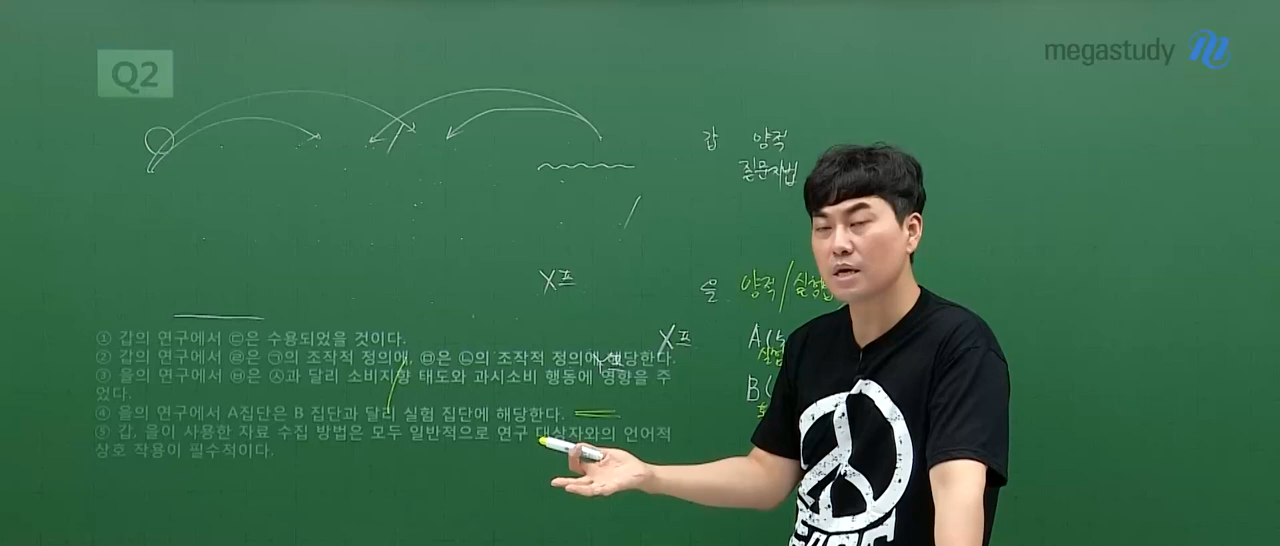 megastudy
Q2
갑 양적
질문지법
X프
을 양적/실험법
X프
A(
실험
B(
① 갑의 연구에서 ㉢은 수용되었을 것이다.
② 갑의 연구에서 ㉣은 ㉠의 조작적 정의에, ㉤은 ㉡의 조작적 정의에 해당한다.
③ 을의 연구에서 ㉥은 ㉦과 달리 소비지향 태도와 과시소비 행동에 영향을 주
었다.
④ 을의 연구에서 A집단은 B 집단과 달리 실험 집단에 해당한다.
⑤ 갑, 을이 사용한 자료 수집 방법은 모두 일반적으로 연구 대상자와의 언어적
상호 작용이 필수적이다.